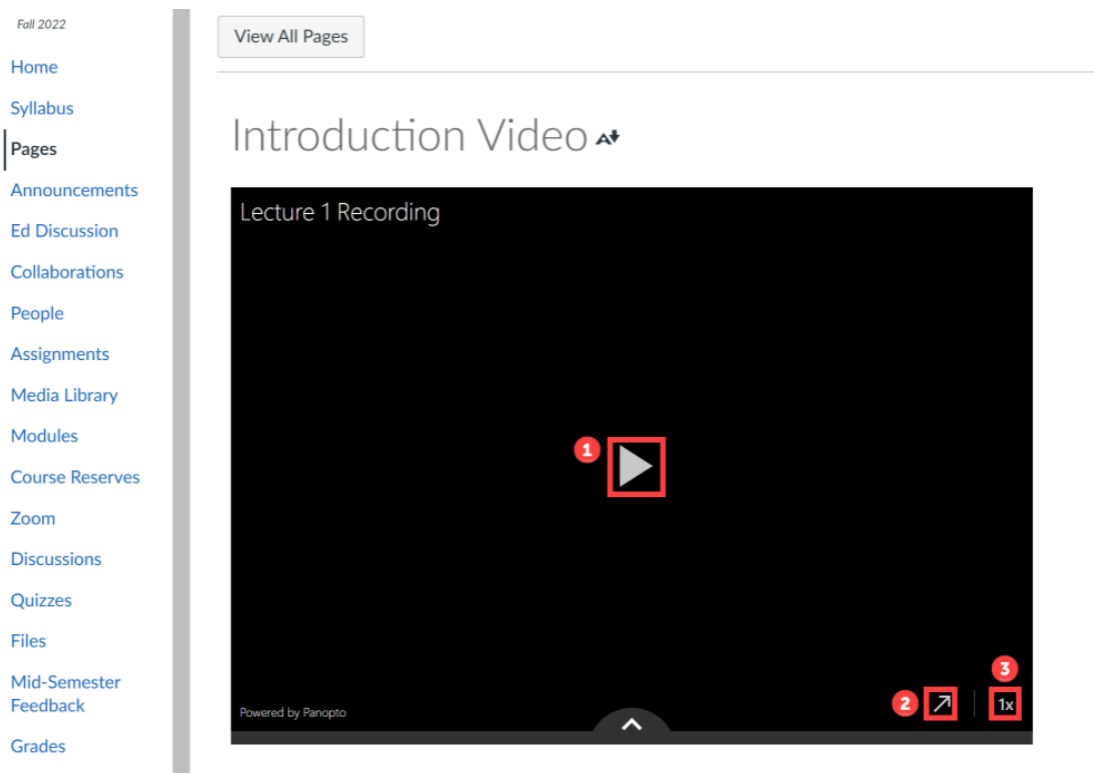 Fall 2022
Home
Syllabus
Pages
Announcements
Ed Discussion
Collaborations
People
Assignments
Media Library
Modules
Course Reserves
Zoom
Discussions
Quizzes
Files
Mid-Semester
Feedback
Grades
View All Pages
Introduction Video A
Lecture 1 Recording
1
2
3
1x
Powered by Panopto